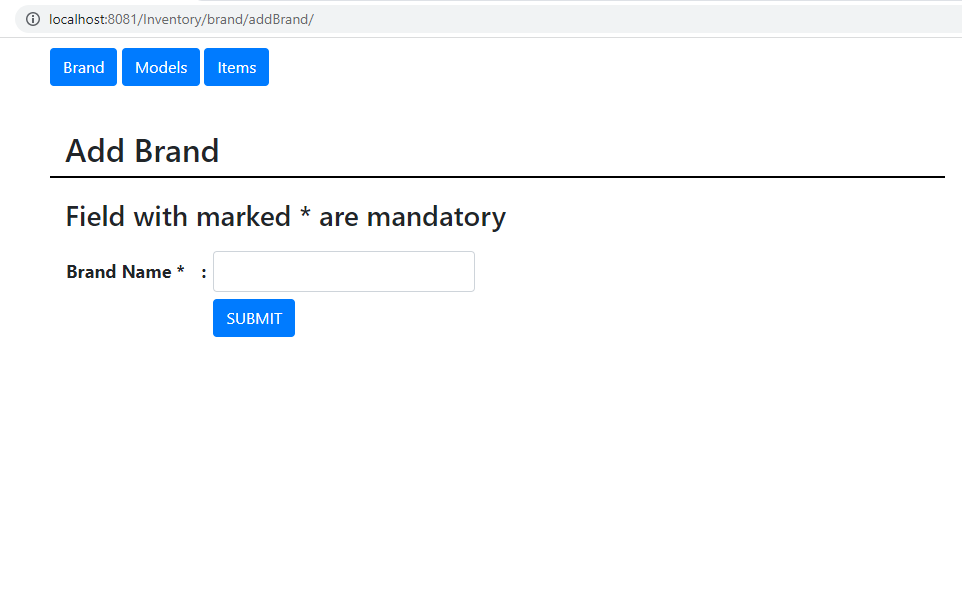 localhost:8081/Inventory/brand/addBrand/
Brand Models Items
Add Brand
Field with marked * are mandatory
Brand Name * :
SUBMIT